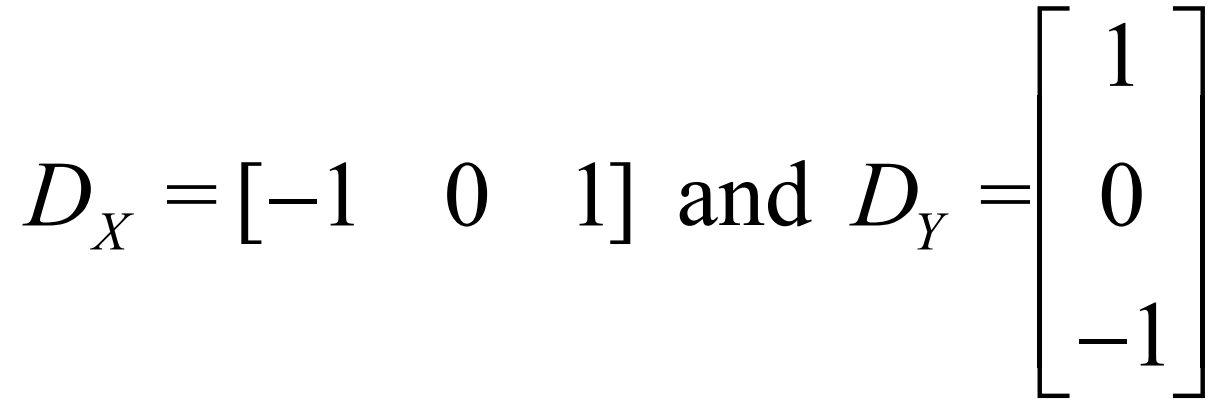 D_X = [−1 0 1] and D_Y = [1 0 −1]